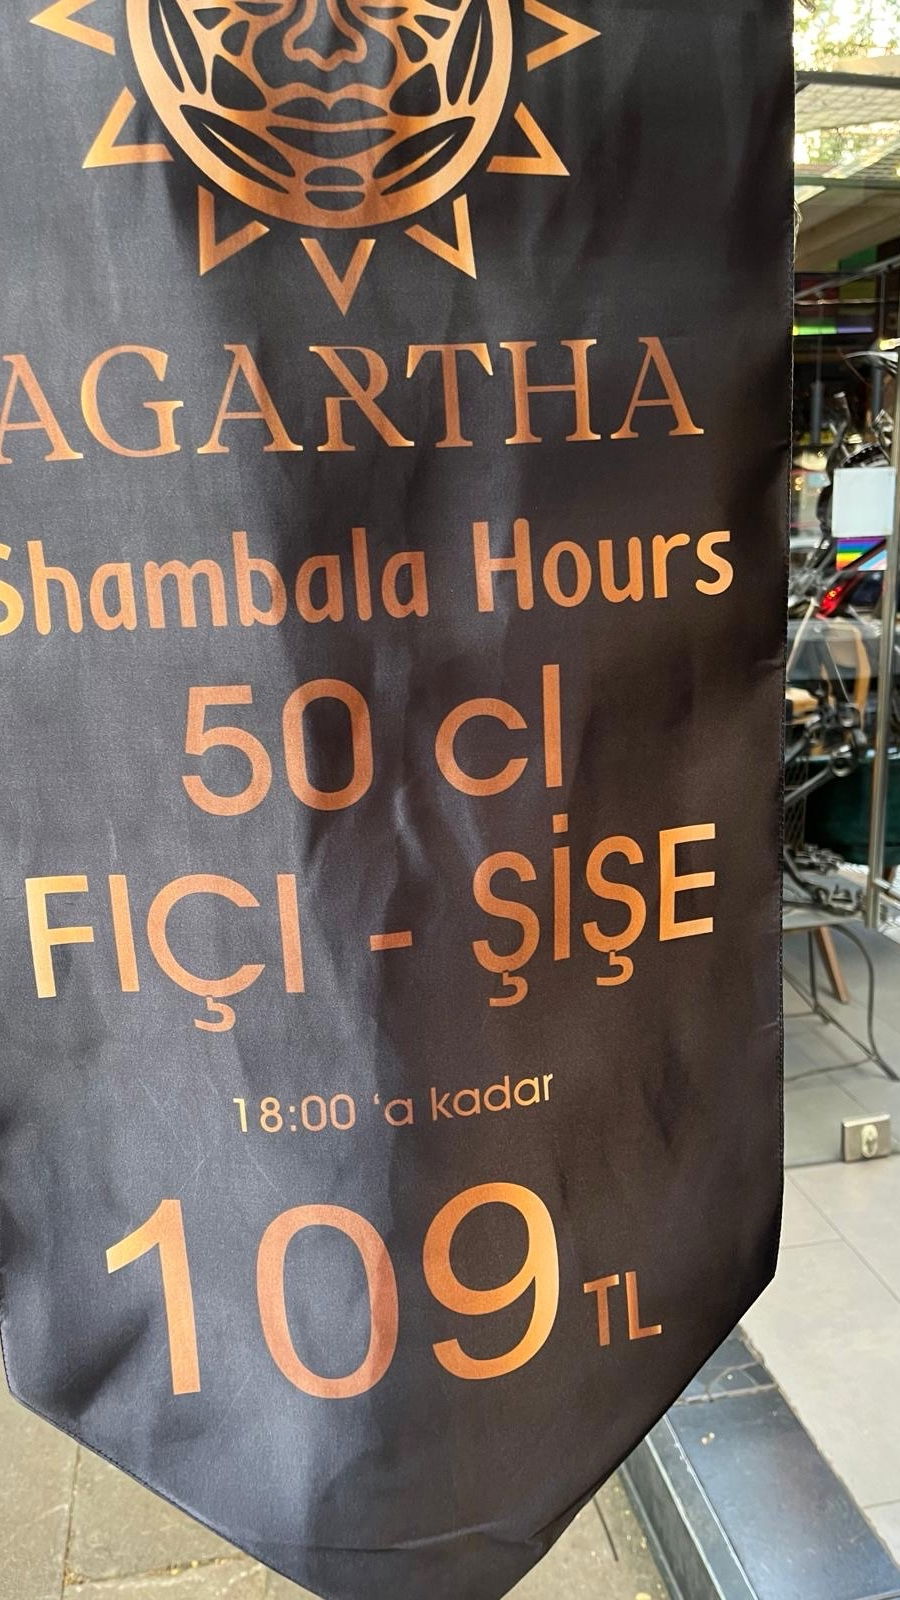 AGARTHA
Shambala Hours
50 cl
FIÇI - ŞİŞE
18:00 ‘a kadar
109 TL